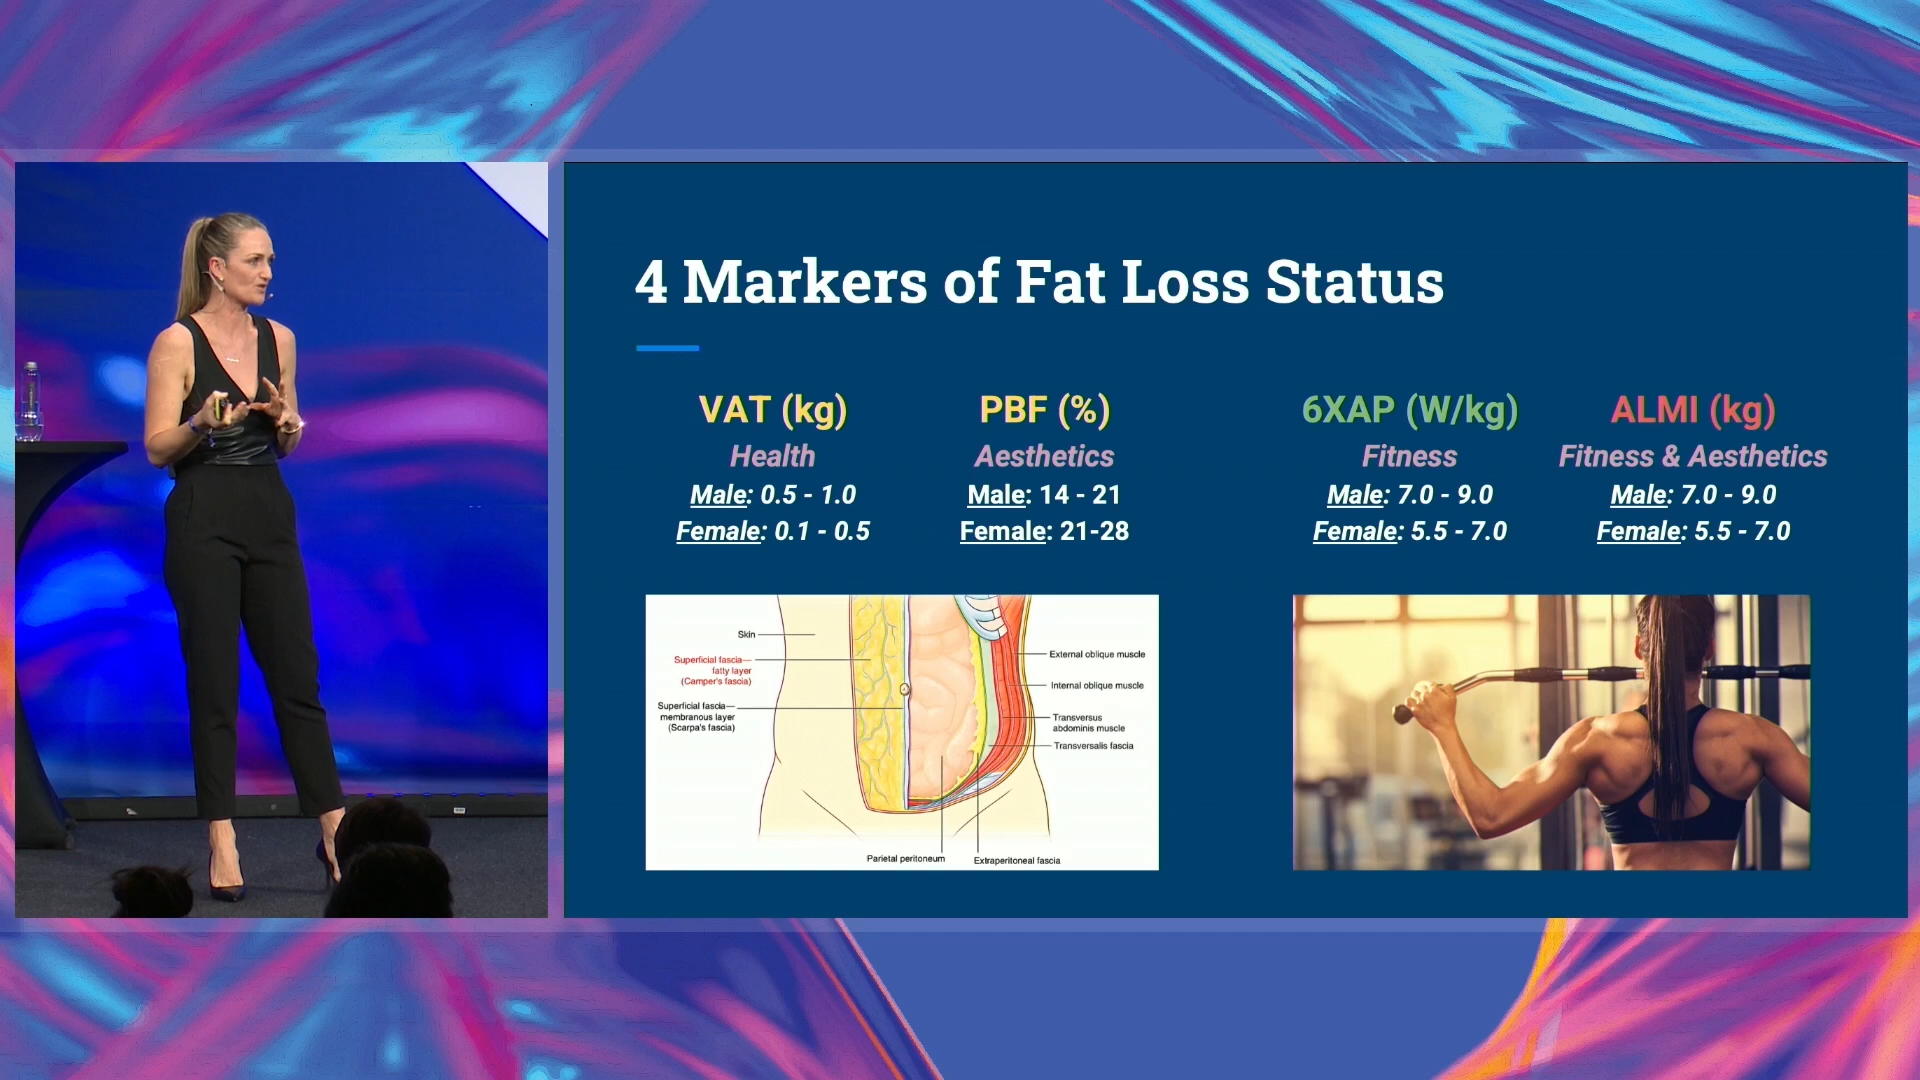 4 Markers of Fat Loss Status
VAT (kg)
Health
Male: 0.5 - 1.0
Female: 0.1 - 0.5
PBF (%)
Aesthetics
Male: 14 - 21
Female: 21-28
6XAP (W/kg)
Fitness
Male: 7.0 - 9.0
Female: 5.5 - 7.0
ALMI (kg)
Fitness & Aesthetics
Male: 7.0 - 9.0
Female: 5.5 - 7.0
Skin
Superficial fascia—
fatty layer
(Camper's fascia)
Superficial fascia—
membranous layer
(Scarpa's fascia)
External oblique muscle
Internal oblique muscle
Transversus
abdominis muscle
Transversalis fascia
Parietal peritoneum
Extraperitoneal fascia